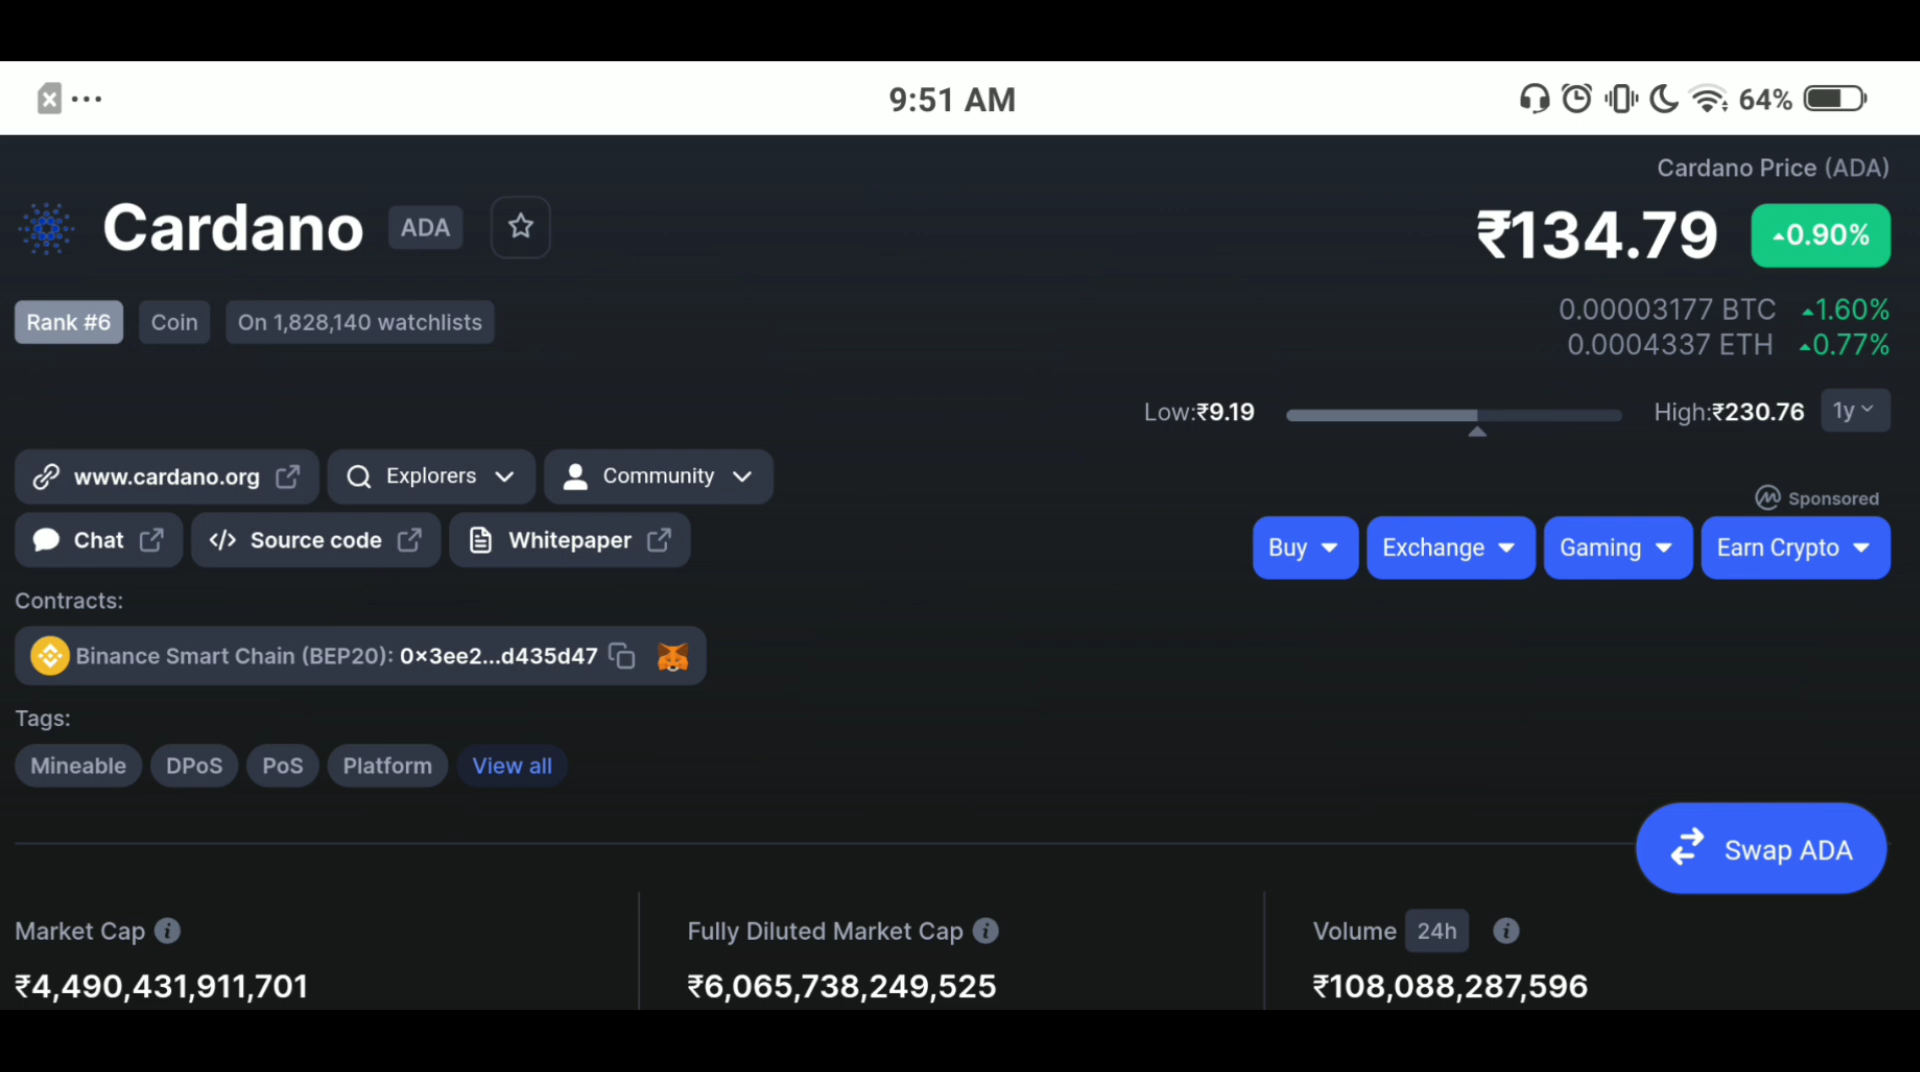 9:51 AM
64%
Cardano Price (ADA)
Cardano ADA
₹134.79 0.90%
Rank #6 Coin On 1,828,140 watchlists
0.00003177 BTC 1.60%
0.0004337 ETH 0.77%
Low:₹9.19 High:₹230.76 1y
www.cardano.org Explorers Community
Sponsored
Chat Source code Whitepaper
Buy Exchange Gaming Earn Crypto
Contracts:
Binance Smart Chain (BEP20): 0x3ee2...d435d47
Tags:
Mineable DPoS PoS Platform View all
Swap ADA
Market Cap Fully Diluted Market Cap Volume 24h
₹4,490,431,911,701 ₹6,065,738,249,525 ₹108,088,287,596